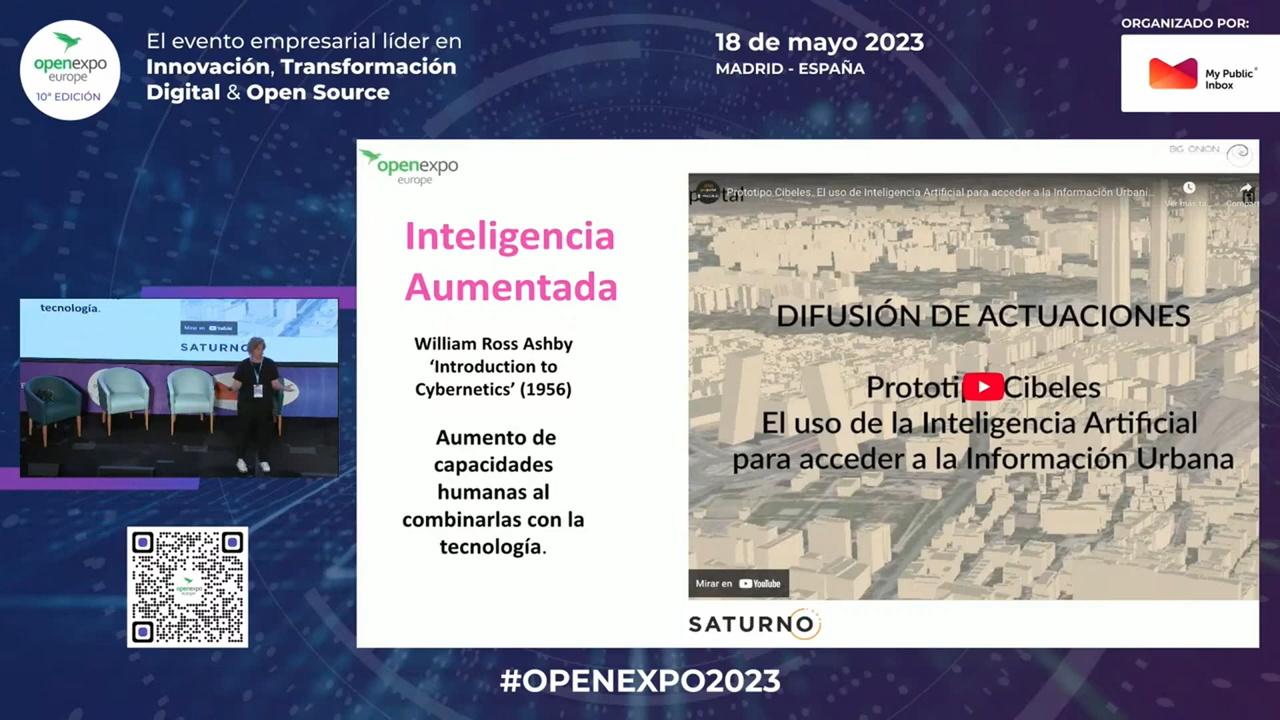 openexpo
europe
10ª EDICIÓN
El evento empresarial líder en
Innovación, Transformación
Digital & Open Source
18 de mayo 2023
MADRID - ESPAÑA
ORGANIZADO POR:
My Public
Inbox
openexpo
europe
BIG ONION
Inteligencia
Aumentada
William Ross Ashby
‘Introduction to
Cybernetics’ (1956)
Aumento de
capacidades
humanas al
combinarlas con la
tecnología.
Prototipo Cibeles. El uso de Inteligencia Artificial para acceder a la Información Urbani...
DIFUSIÓN DE ACTUACIONES
Cibeles
El uso de la Inteligencia Artificial
para acceder a la Información Urbana
Mirar en YouTube
SATURNO
tecnología.
Mirar en YouTube
SATURNO
openexpo
europe
#OPENEXPO2023